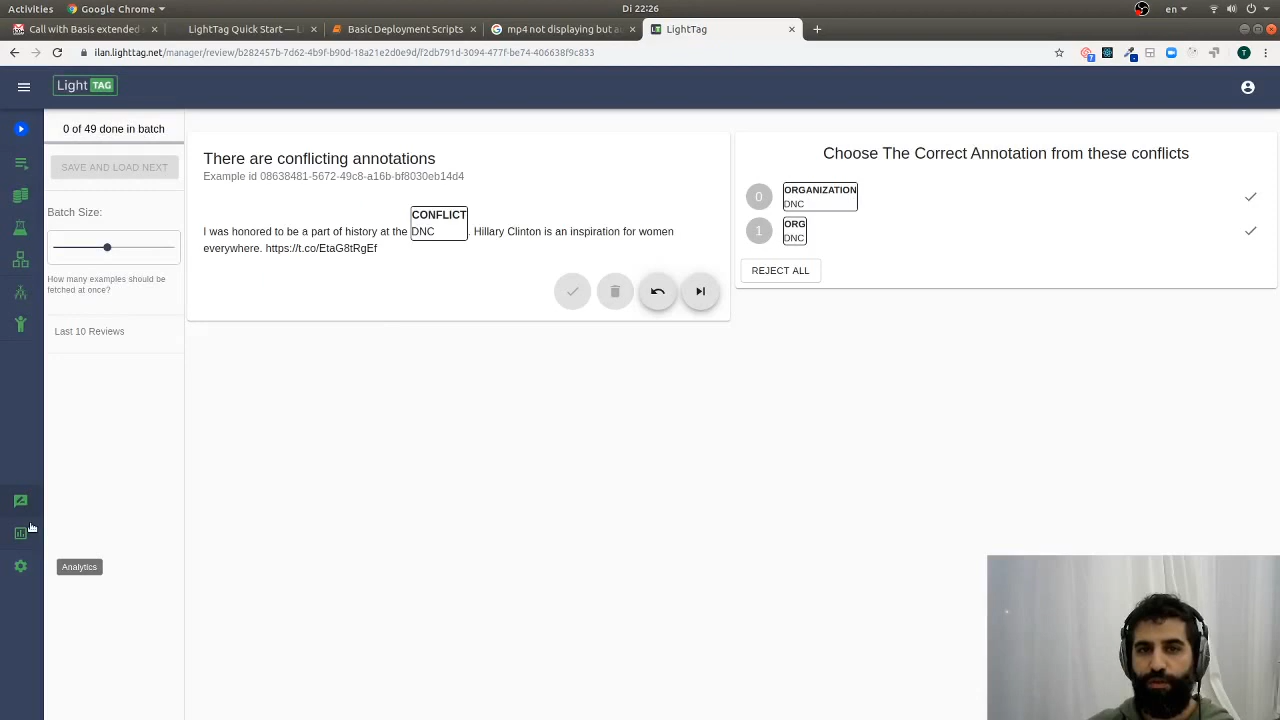 Activities
Google Chrome
Di 22:26
en
Call with Basis extended s
LightTag Quick Start — Li
Basic Deployment Scripts
mp4 not displaying but au
LightTag
ilan.lighttag.net/manager/review/b282457b-7d62-4b9f-b90d-18a21e2d0e9d/f2db791d-3094-477f-be74-406638f9c833
T
Light TAG
0 of 49 done in batch
SAVE AND LOAD NEXT
Batch Size:
How many examples should be
fetched at once?
Last 10 Reviews
Analytics
There are conflicting annotations
Example id 08638481-5672-49c8-a16b-bf8030eb14d4
CONFLICT
I was honored to be a part of history at the DNC . Hillary Clinton is an inspiration for women
everywhere. https://t.co/EtaG8tRgEf
Choose The Correct Annotation from these conflicts
0
ORGANIZATION
DNC
1
ORG
DNC
REJECT ALL